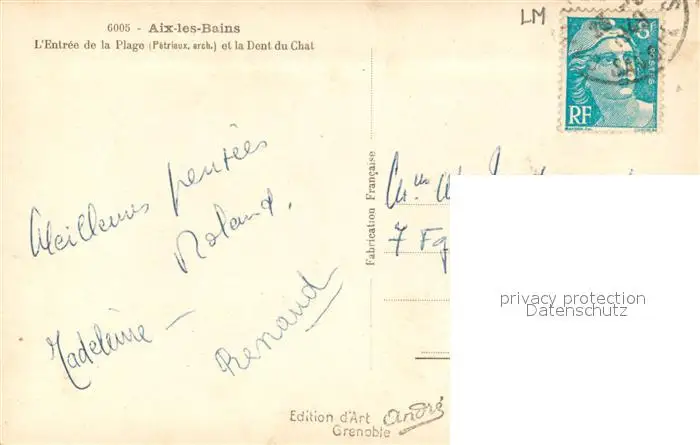 6005 - Aix-les-Bains
L'Entrée de la Plage (Pétriaux, arch.) et la Dent du Chat
LM
POSTES
RF
Meilleures pensées
Roland.
Madeleine -
Renaud
Fabrication Française
7
privacy protection
Datenschutz
Edition d'Art André
Grenoble